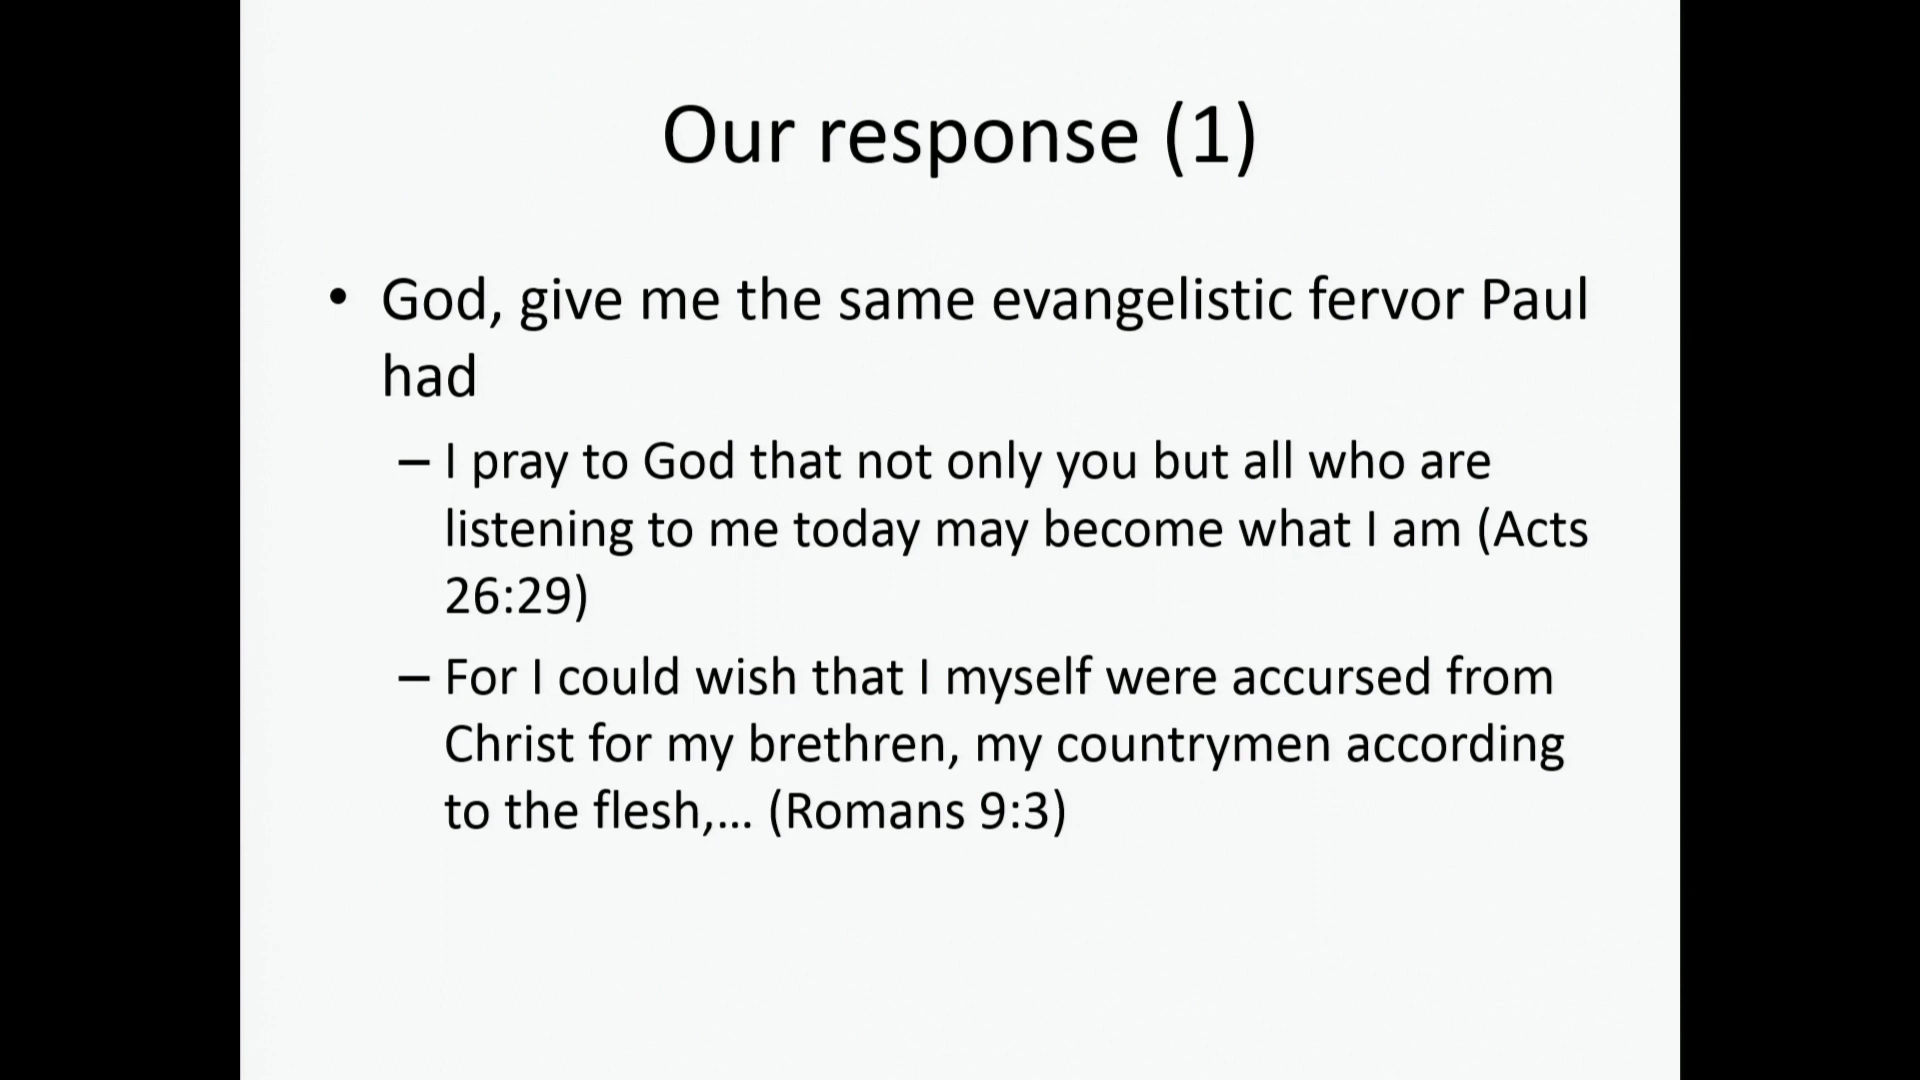 Our response (1)
• God, give me the same evangelistic fervor Paul
had
– I pray to God that not only you but all who are
listening to me today may become what I am (Acts
26:29)
– For I could wish that I myself were accursed from
Christ for my brethren, my countrymen according
to the flesh,... (Romans 9:3)